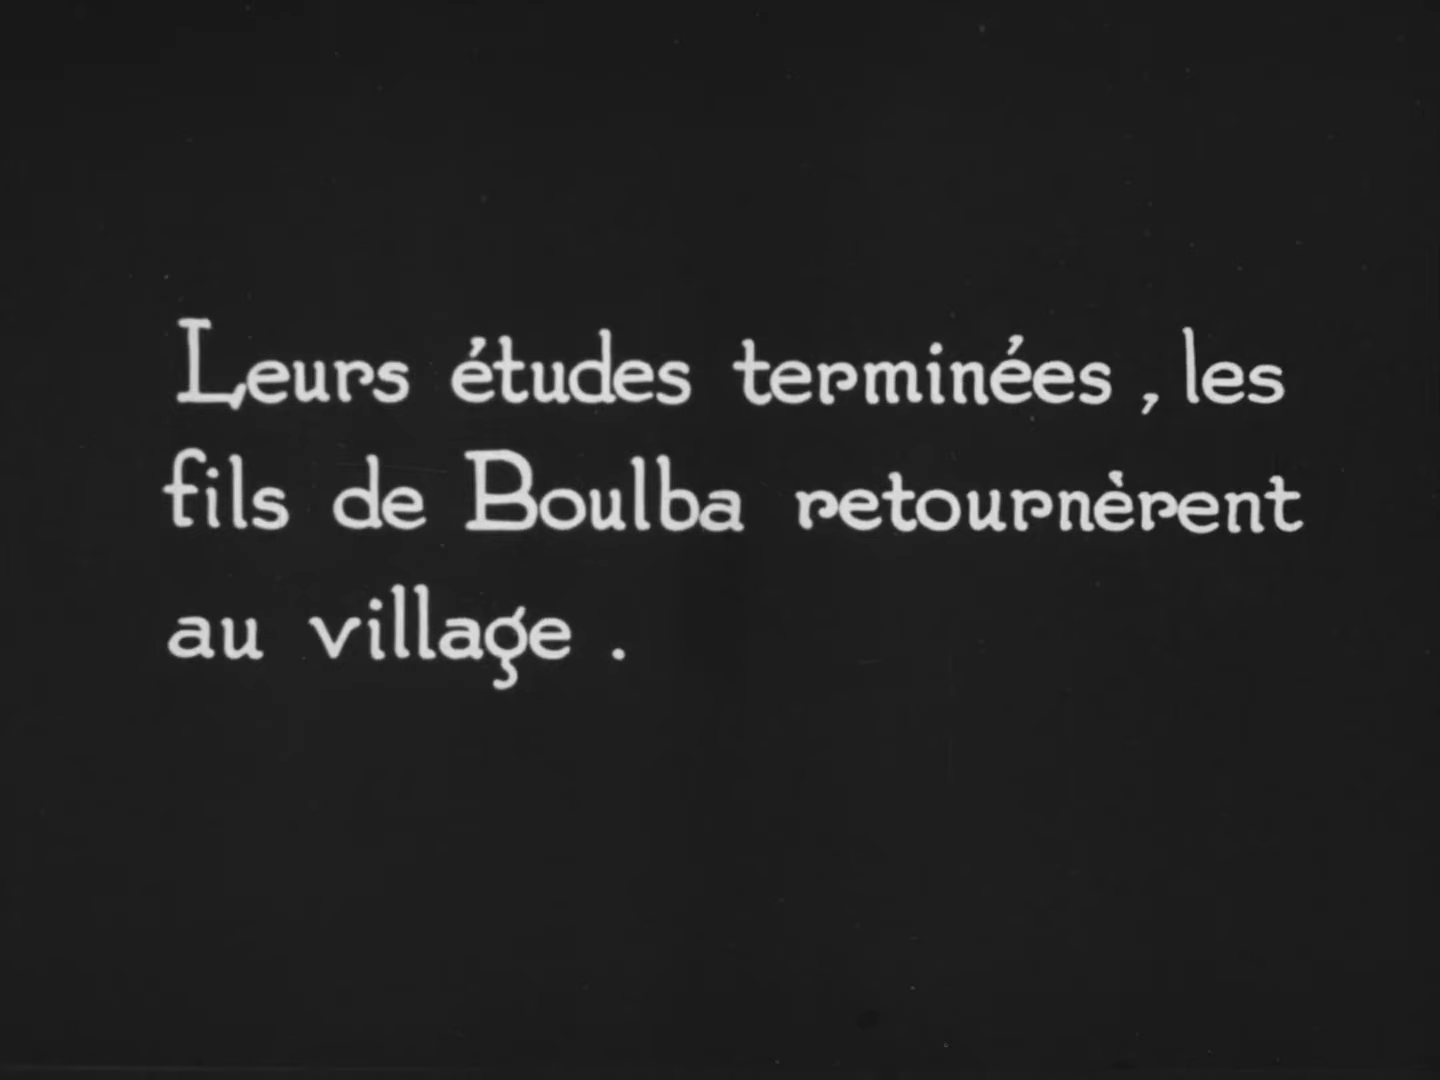 Leurs études terminées , les
fils de Boulba retournèrent
au village .